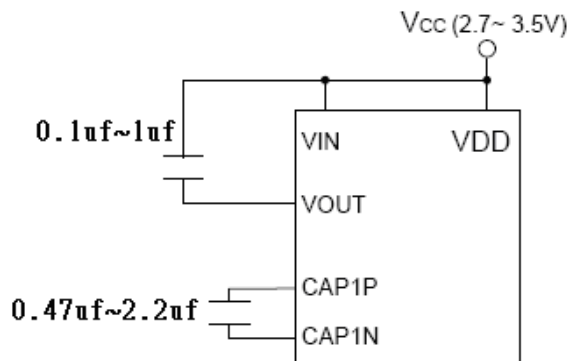 Vcc (2.7~ 3.5V)
0.1uf~1uf
VIN
VDD
VOUT
CAP1P
0.47uf~2.2uf
CAP1N